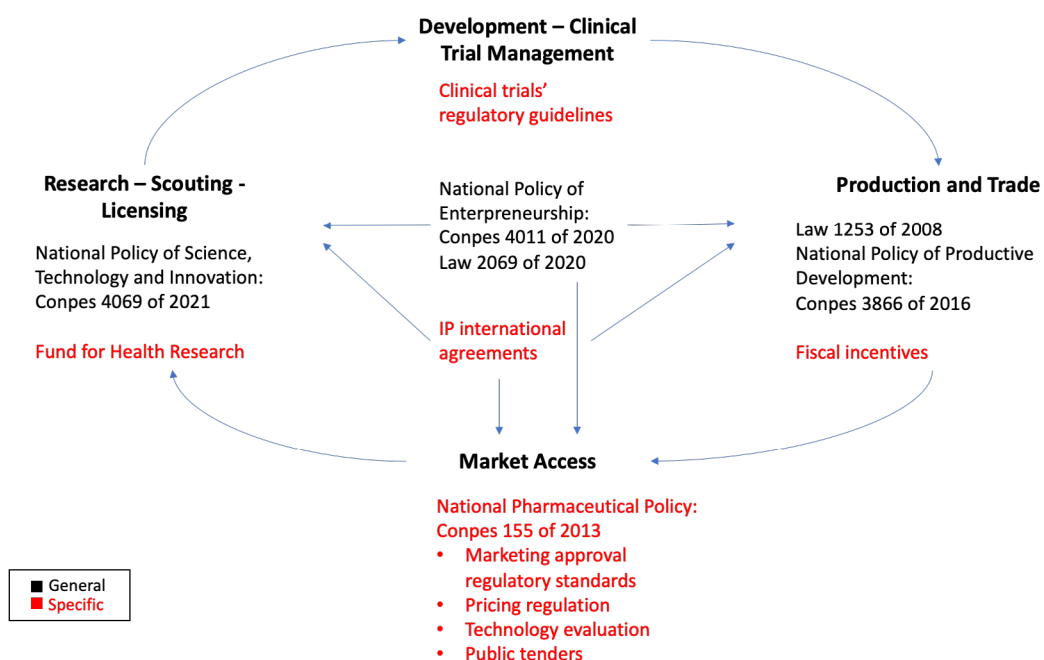 Development – Clinical
Trial Management
Clinical trials’
regulatory guidelines
Research – Scouting -
Licensing
National Policy of Science,
Technology and Innovation:
Conpes 4069 of 2021
Fund for Health Research
National Policy of
Enterpreneurship:
Conpes 4011 of 2020
Law 2069 of 2020
IP international
agreements
Production and Trade
Law 1253 of 2008
National Policy of Productive
Development:
Conpes 3866 of 2016
Fiscal incentives
Market Access
National Pharmaceutical Policy:
Conpes 155 of 2013
• Marketing approval
regulatory standards
• Pricing regulation
• Technology evaluation
• Public tenders
General
Specific